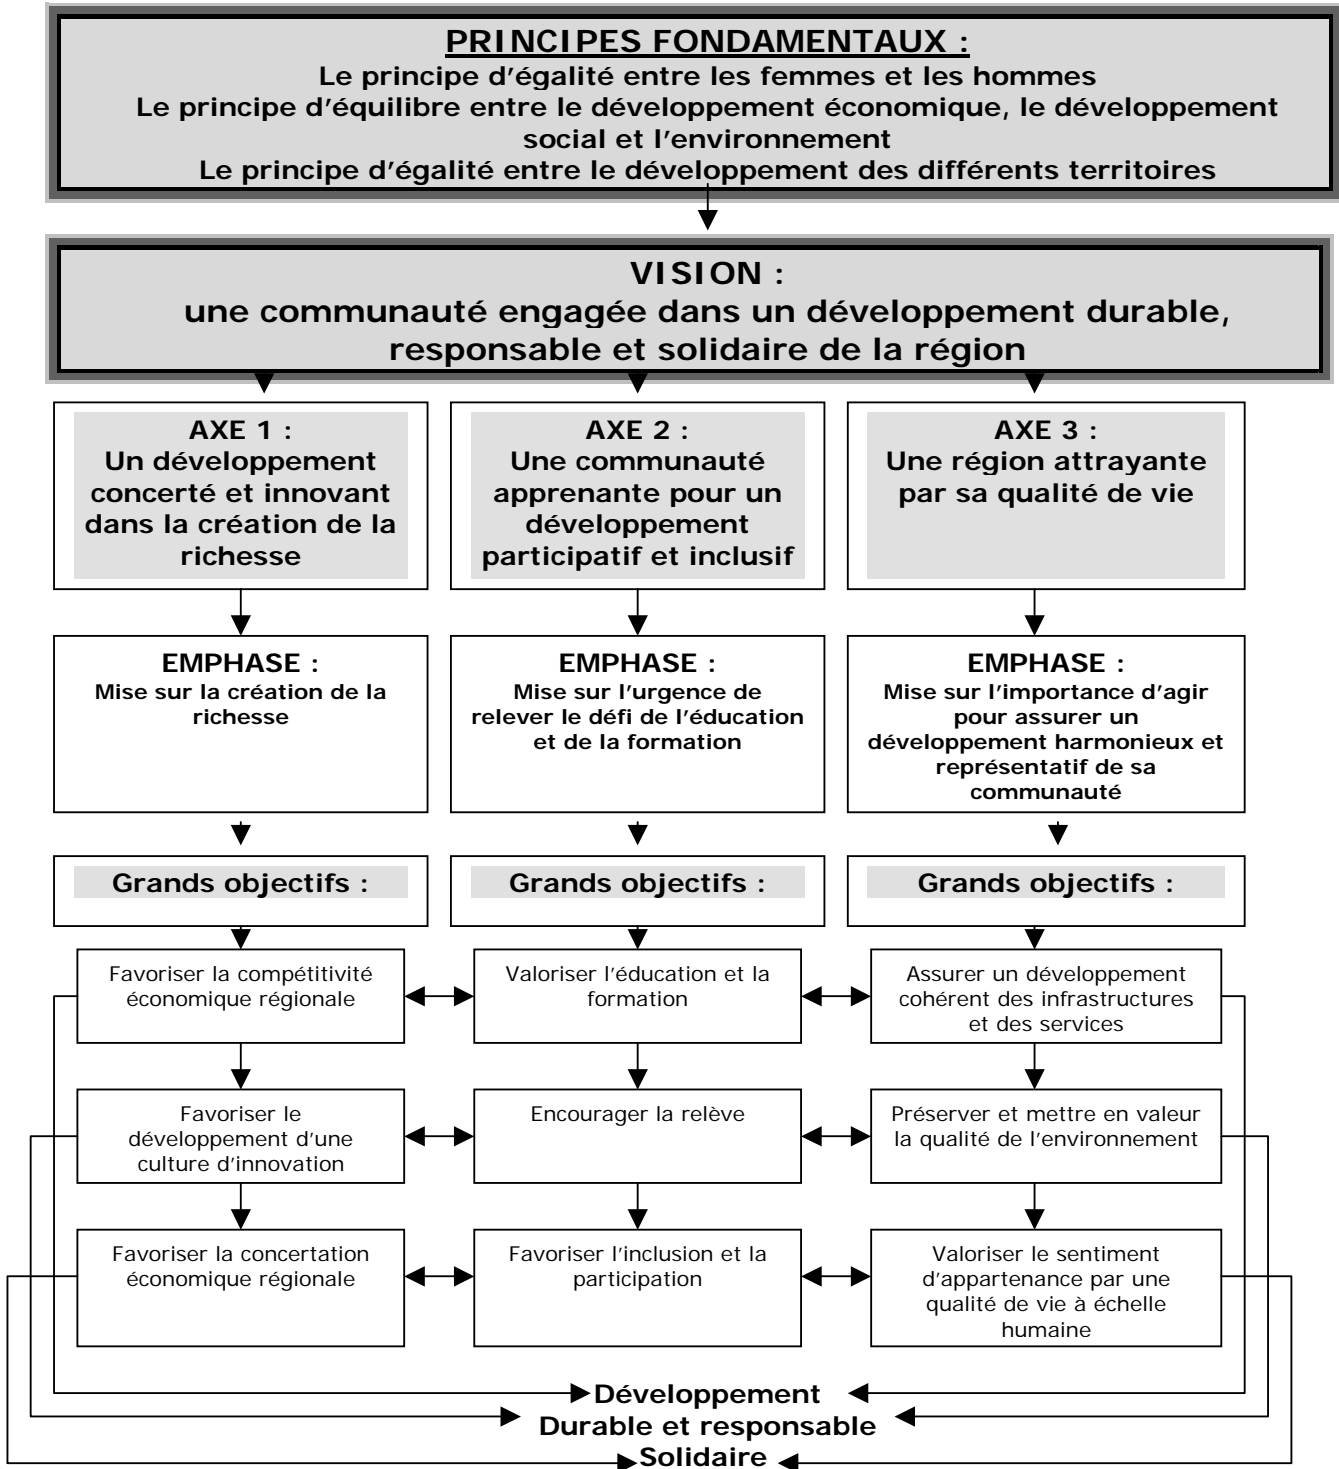 PRINCIPES FONDAMENTAUX :
Le principe d'égalité entre les femmes et les hommes
Le principe d'équilibre entre le développement économique, le développement
social et l'environnement
Le principe d'égalité entre le développement des différents territoires
VISION :
une communauté engagée dans un développement durable,
responsable et solidaire de la région
AXE 1 :
Un développement
concerté et innovant
dans la création de la
richesse
AXE 2 :
Une communauté
apprenante pour un
développement
participatif et inclusif
AXE 3 :
Une région attrayante
par sa qualité de vie
EMPHASE :
Mise sur la création de la
richesse
EMPHASE :
Mise sur l'urgence de
relever le défi de l'éducation
et de la formation
EMPHASE :
Mise sur l'importance d'agir
pour assurer un
développement harmonieux et
représentatif de sa
communauté
Grands objectifs :
Grands objectifs :
Grands objectifs :
Favoriser la compétitivité
économique régionale
Valoriser l'éducation et la
formation
Assurer un développement
cohérent des infrastructures
et des services
Favoriser le
développement d'une
culture d'innovation
Encourager la relève
Préserver et mettre en valeur
la qualité de l'environnement
Favoriser la concertation
économique régionale
Favoriser l'inclusion et la
participation
Valoriser le sentiment
d'appartenance par une
qualité de vie à échelle
humaine
Développement
Durable et responsable
Solidaire